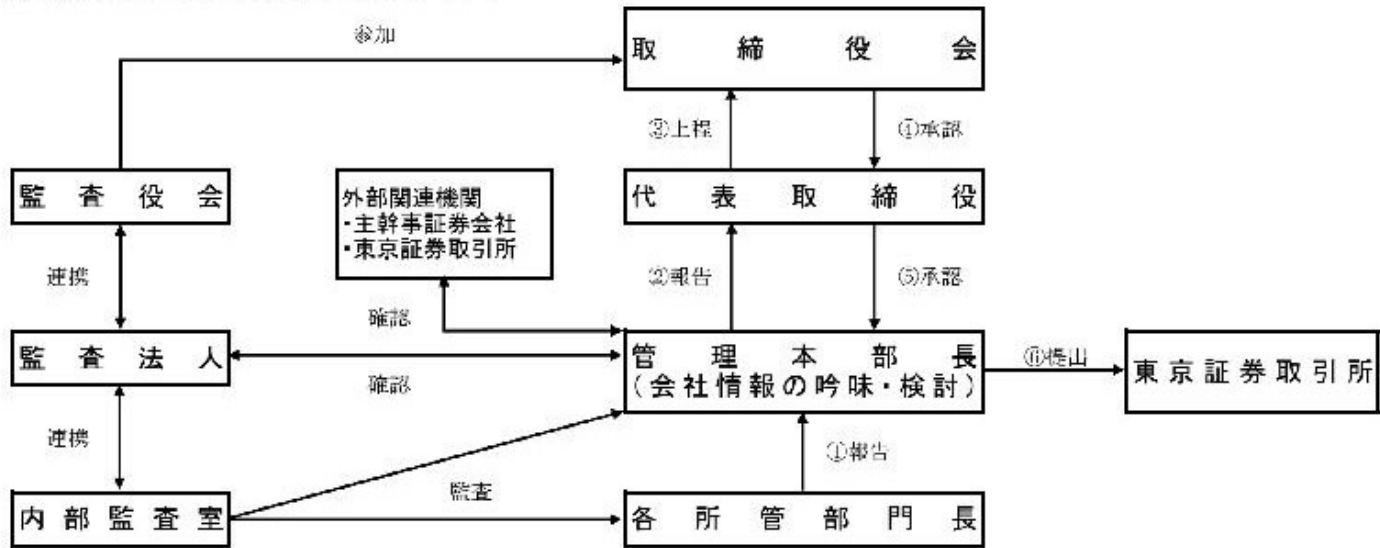 参加
取締役会
③上程
④承認
監査役会
外部関連機関
・主幹事証券会社
・東京証券取引所
代表取締役
連携
②報告
⑤承認
確認
監査法人
管理本部長
(会社情報の吟味・検討)
⑥提出
東京証券取引所
確認
連携
①報告
監査
内部監査室
各所管部門長